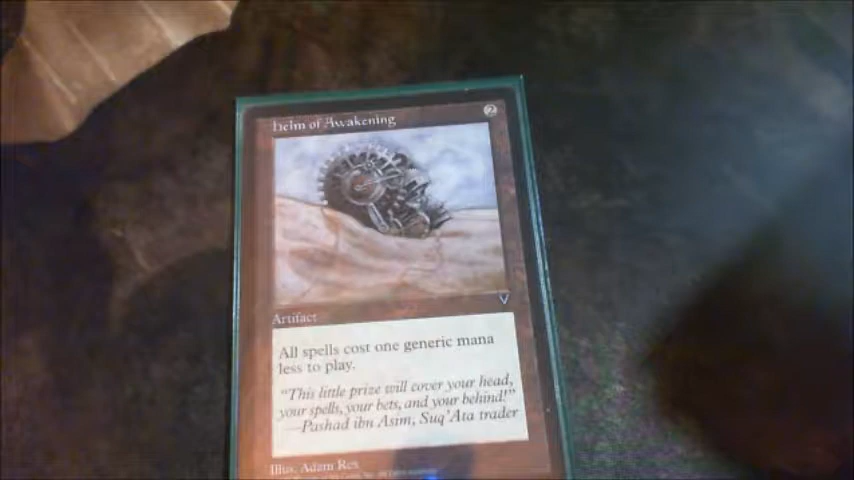 Helm of Awakening
2
Artifact
All spells cost one generic mana
less to play.
"This little prize will cover your head,
your spells, your bets, and your behind!"
—Pashad ibn Asim, Suq'Ata trader
Illus. Adam Rex